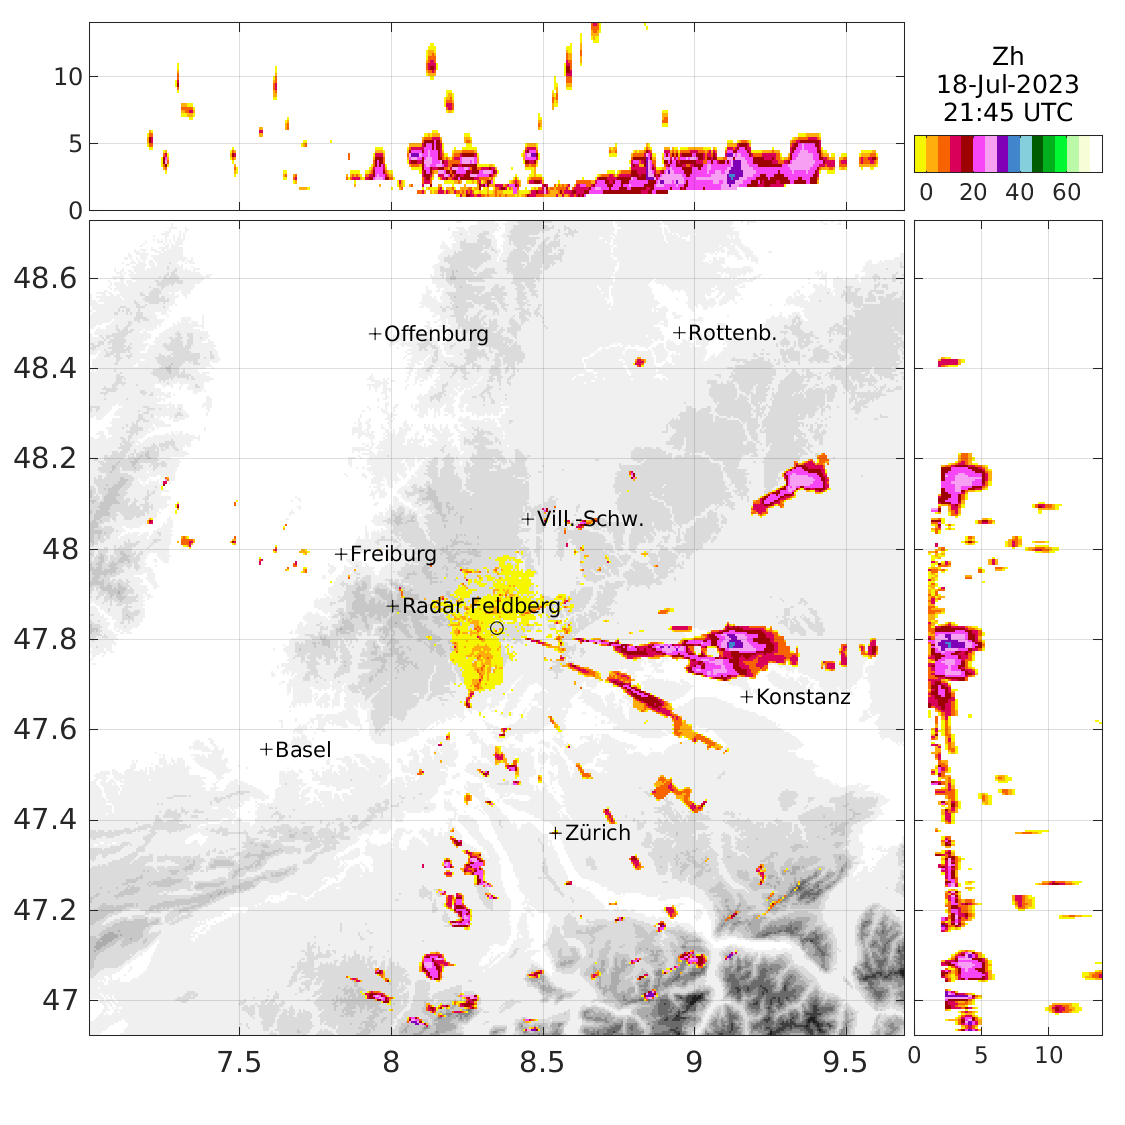 10
5
0
Zh
18-Jul-2023
21:45 UTC
0 20 40 60
48.6
48.4
48.2
48
47.8
47.6
47.4
47.2
47
+Offenburg
+Rottenb.
+Vill.-Schw.
+Freiburg
+Radar Feldberg
+Konstanz
+Basel
+Zürich
7.5 8 8.5 9 9.5
0 5 10